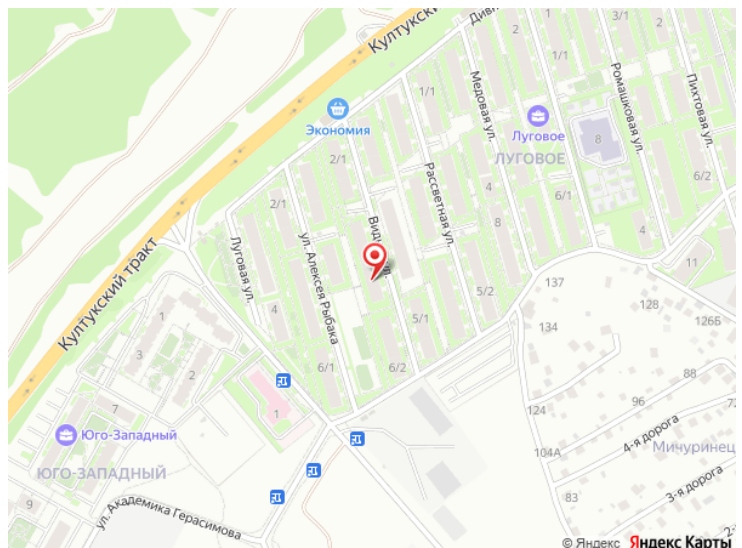 Култукский
Экономия
1/1
Медовая ул.
1/1
3/1
Ромашковая ул.
Пихтовая ул.
Луговое
ЛУГОВОЕ
8
2/1
Рассветная ул.
4
6/1
6/2
2/1
8
4
11
Луговая ул.
ул. Алексея Рыбака
Култукский тракт
137
128
126Б
134
5/2
5/1
4
3
1
2
6/1
6/2
88
96
124
4-я дорога
Мичуринец
104А
7
1
Юго-Западный
ЮГО-ЗАПАДНЫЙ
83
3-я дорога
9
ул. Академика Герасимова
© Яндекс Яндекс Карты